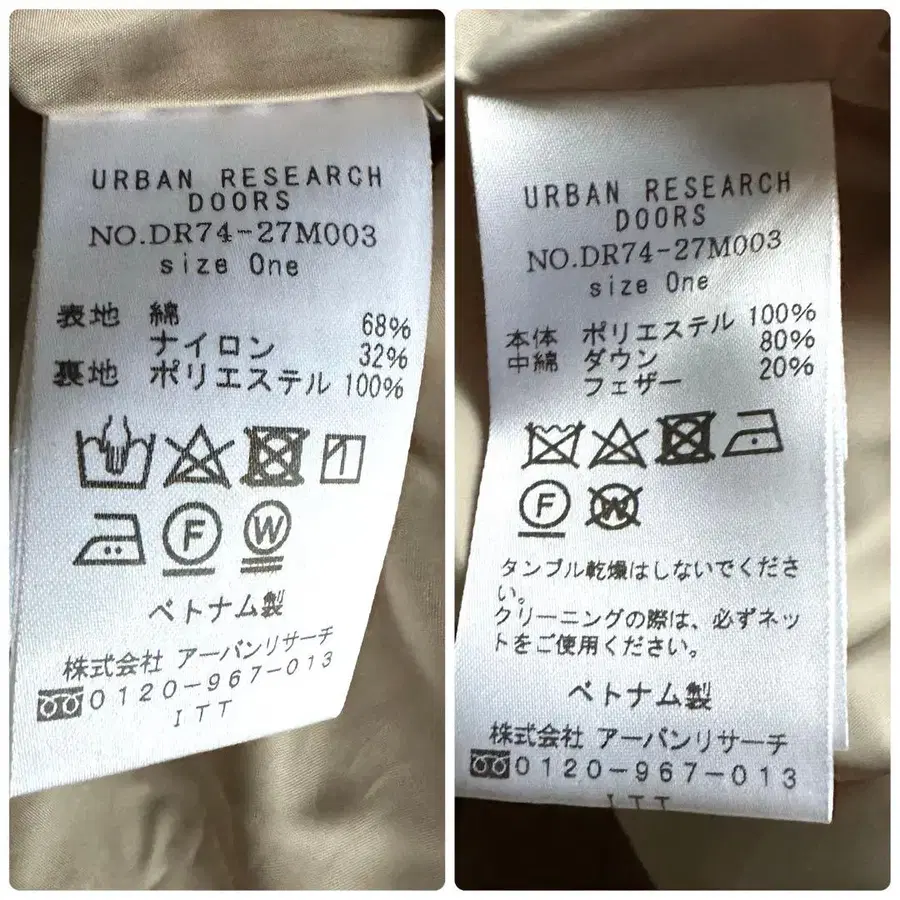 URBAN RESEARCH
DOORS
NO.DR74-27M003
size One
表地 綿 68%
ナイロン 32%
裏地 ポリエステル 100%
F W
ベトナム製
株式会社 アーバンリサーチ
0120-967-013
ITT
URBAN RESEARCH
DOORS
NO.DR74-27M003
size One
本体 ポリエステル 100%
中綿 ダウン 80%
フェザー 20%
F W
タンブル乾燥はしないでくださ
い。
クリーニングの際は、必ずネッ
トをご使用ください。
ベトナム製
株式会社 アーバンリサーチ
0120-967-013
ITT